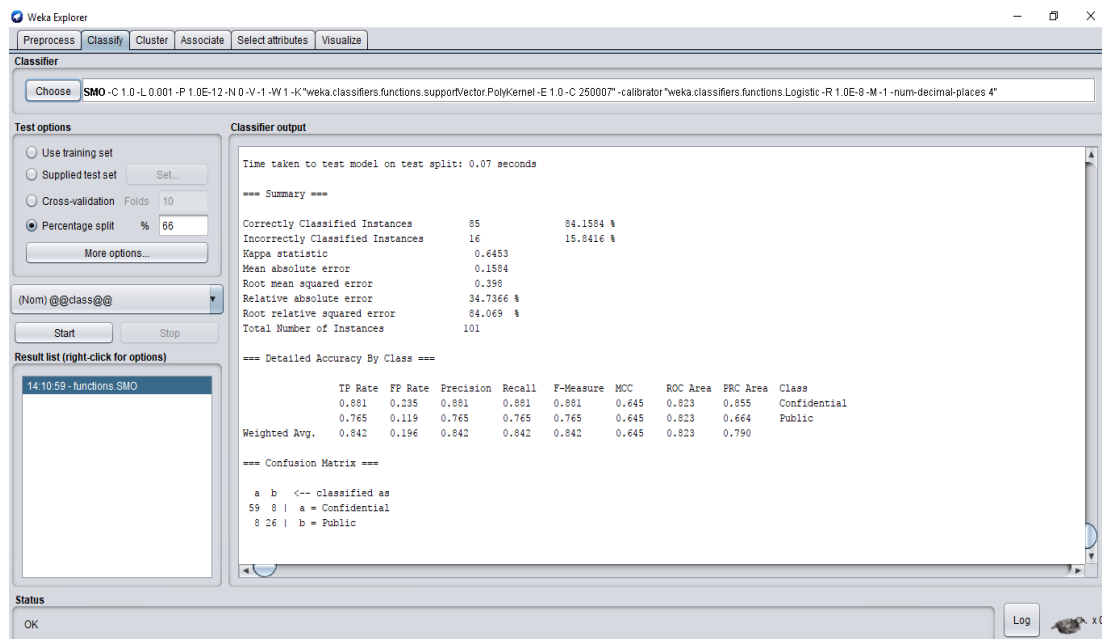 Weka Explorer
Preprocess Classify Cluster Associate Select attributes Visualize
Classifier
Choose SMO -C 1.0 -L 0.001 -P 1.0E-12 -N 0 -V -1 -W 1 -K "weka.classifiers.functions.supportVector.PolyKernel -E 1.0 -C 250007" -calibrator "weka.classifiers.functions.Logistic -R 1.0E-8 -M -1 -num-decimal-places 4"
Test options
Use training set
Supplied test set Set...
Cross-validation Folds 10
Percentage split % 66
More options...
(Nom) @@class@@
Start Stop
Result list (right-click for options)
14:10:59 - functions.SMO
Classifier output
Time taken to test model on test split: 0.07 seconds
=== Summary ===
Correctly Classified Instances 85 84.1584 %
Incorrectly Classified Instances 16 15.8416 %
Kappa statistic 0.6453
Mean absolute error 0.1584
Root mean squared error 0.398
Relative absolute error 34.7366 %
Root relative squared error 84.069 %
Total Number of Instances 101
=== Detailed Accuracy By Class ===
TP Rate FP Rate Precision Recall F-Measure MCC ROC Area PRC Area Class
0.881 0.235 0.881 0.881 0.881 0.645 0.823 0.855 Confidential
0.765 0.119 0.765 0.765 0.765 0.645 0.823 0.664 Public
Weighted Avg. 0.842 0.196 0.842 0.842 0.842 0.645 0.823 0.790
=== Confusion Matrix ===
a b <-- classified as
59 8 | a = Confidential
8 26 | b = Public
Status
OK
Log
x 0